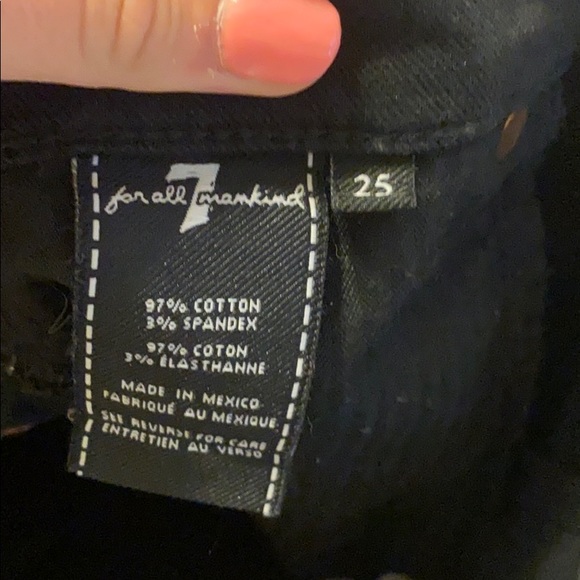 for all 7 mankind
25
97% COTTON
3% SPANDEX
97% COTON
3% ÉLASTHANNE
MADE IN MEXICO
FABRIQUÉ AU MEXIQUE
SEE REVERSE FOR CARE
ENTRETIEN AU VERSO